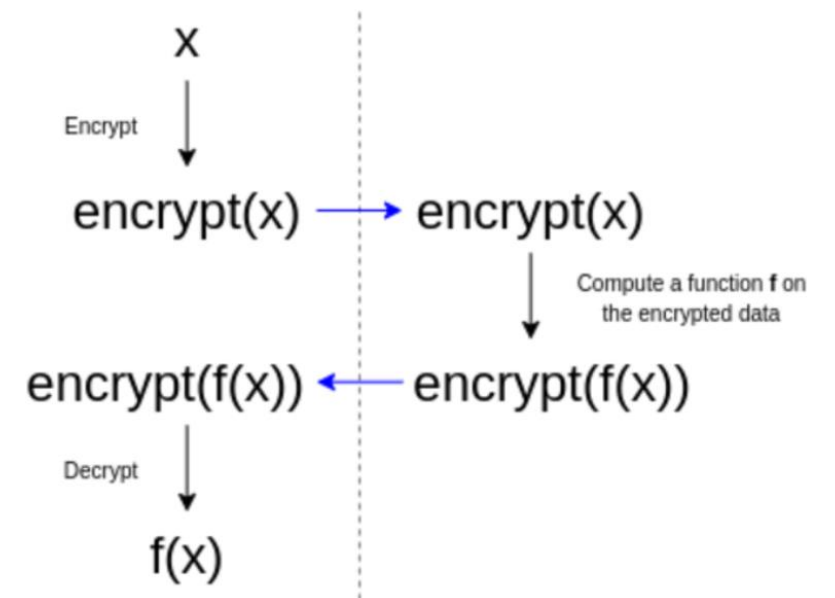 x
Encrypt
encrypt(x)
encrypt(x)
Compute a function f on
the encrypted data
encrypt(f(x))
encrypt(f(x))
Decrypt
f(x)